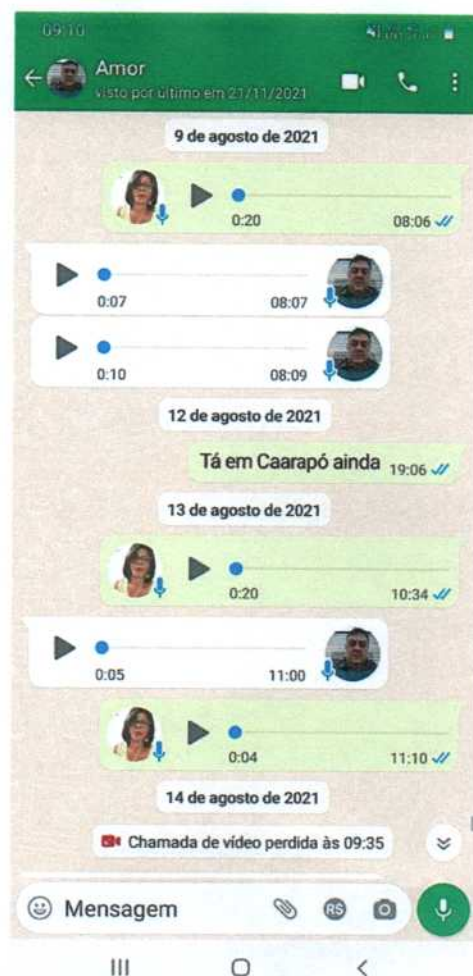 09:10
Amor
visto por último em 21/11/2021
9 de agosto de 2021
0:20 08:06
0:07 08:07
0:10 08:09
12 de agosto de 2021
Tá em Caarapó ainda 19:06
13 de agosto de 2021
0:20 10:34
0:05 11:00
0:04 11:10
14 de agosto de 2021
Chamada de vídeo perdida às 09:35
Mensagem R$